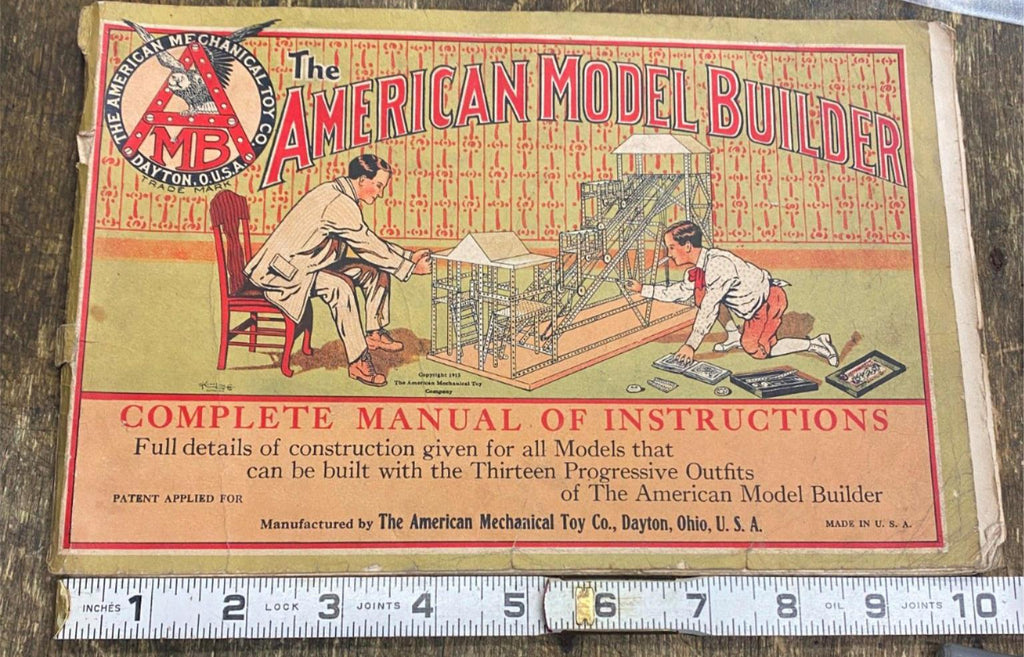 THE AMERICAN MECHANICAL TOY CO.
MB
DAYTON, O. U.S.A.
TRADE MARK
The
AMERICAN MODEL BUILDER
Copyright 1913
The American Mechanical Toy
Company
COMPLETE MANUAL OF INSTRUCTIONS
Full details of construction given for all Models that
can be built with the Thirteen Progressive Outfits
of The American Model Builder
PATENT APPLIED FOR
Manufactured by The American Mechanical Toy Co., Dayton, Ohio, U. S. A.
MADE IN U. S. A.
INCHES 1 2 LOCK 3 JOINTS 4 5 6 7 8 OIL 9 JOINTS 10